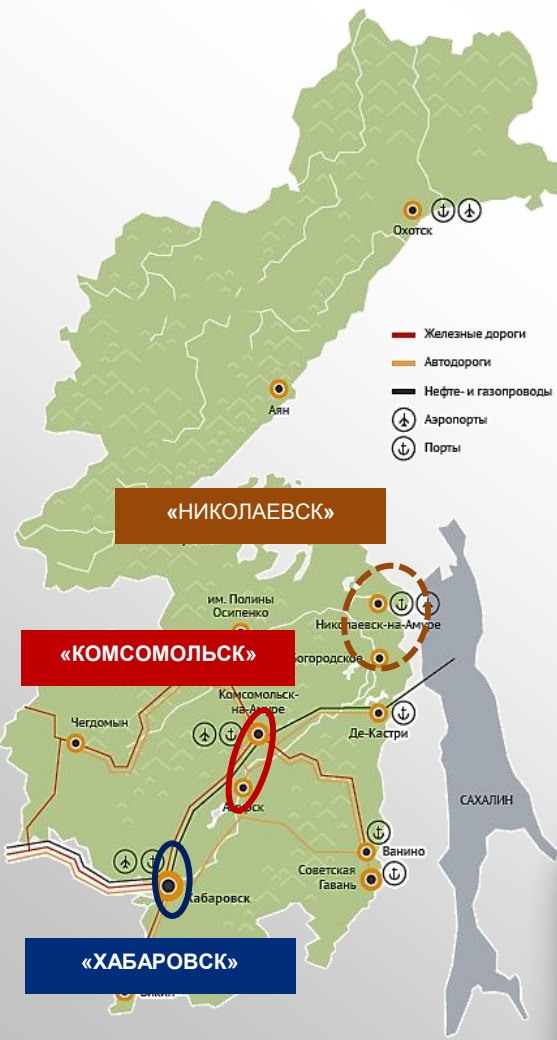 Охотск
Железные дороги
Автодороги
Нефте- и газопроводы
Аэропорты
Порты
Аян
«НИКОЛАЕВСК»
им. Полины
Осипенко
Николаевск-на-Амуре
Богородское
«КОМСОМОЛЬСК»
Комсомольск-
на-Амуре
Чегдомын
Де-Кастри
Амурск
САХАЛИН
Ванино
Советская
Гавань
Хабаровск
«ХАБАРОВСК»